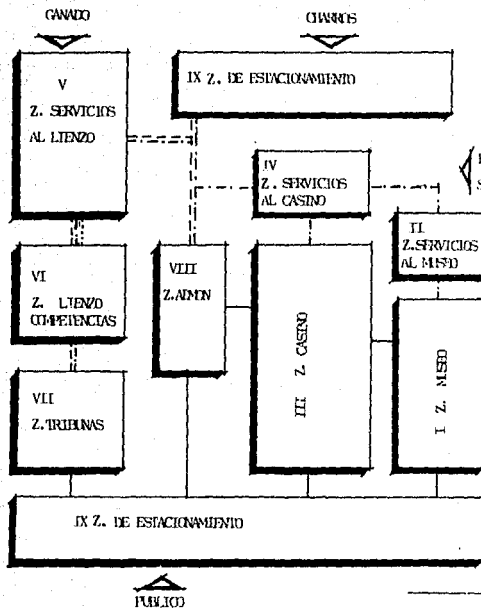 GANADO
CHARROS
V
Z. SERVICIOS
AL LIENZO
IX Z. DE ESTACIONAMIENTO
IV
Z. SERVICIOS
AL CASINO
II
Z.SERVICIOS
AL MUSEO
VI
Z. LIENZO
COMPETENCIAS
VIII
Z.ADMON
III Z. CASINO
I Z. MUSEO
VII
Z.TRIBUNAS
IX Z. DE ESTACIONAMIENTO
PUBLICO